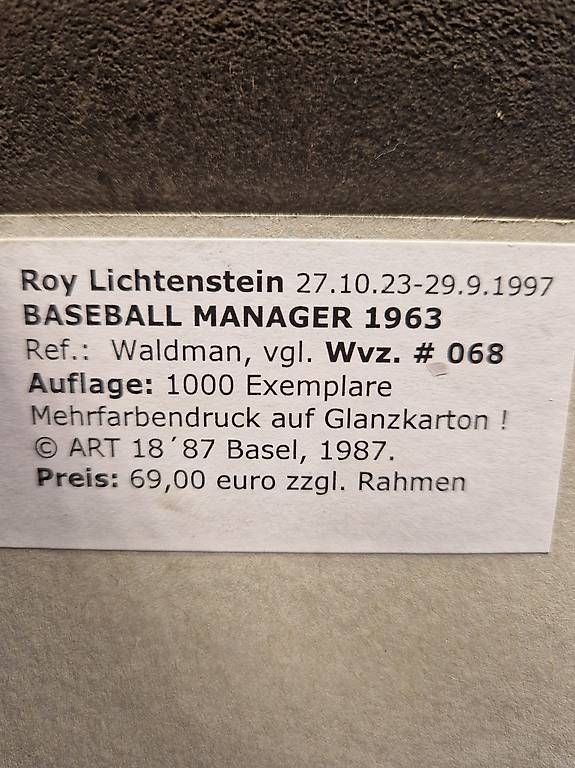 Roy Lichtenstein 27.10.23-29.9.1997
BASEBALL MANAGER 1963
Ref.: Waldman, vgl. Wvz. # 068
Auflage: 1000 Exemplare
Mehrfarbendruck auf Glanzkarton !
© ART 18´87 Basel, 1987.
Preis: 69,00 euro zzgl. Rahmen